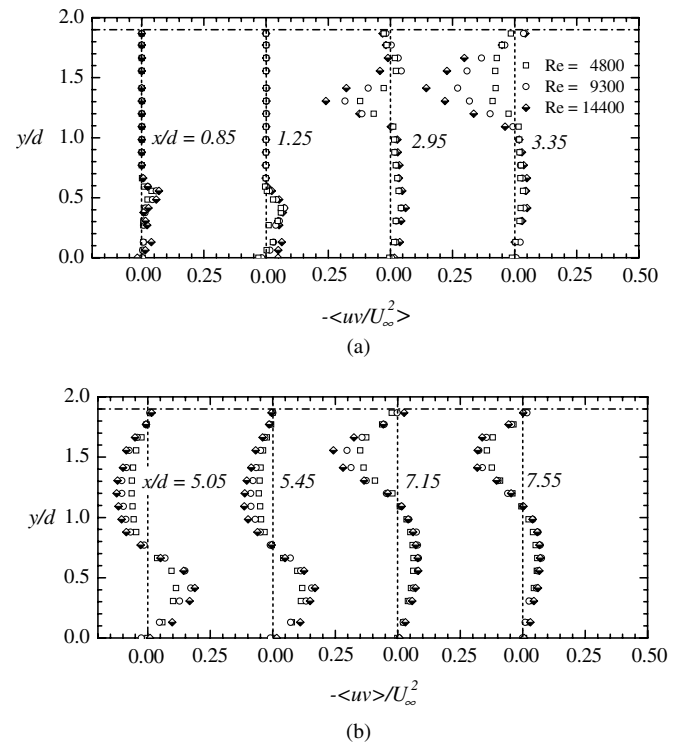 2.0
1.5
1.0
0.5
0.0
y/d
x/d = 0.85
1.25
2.95
3.35
Re = 4800
Re = 9300
Re = 14400
0.00 0.25 0.00 0.25 0.00 0.25 0.00 0.25 0.50
-<uv/U∞²>
(a)
2.0
1.5
1.0
0.5
0.0
y/d
x/d = 5.05
5.45
7.15
7.55
0.00 0.25 0.00 0.25 0.00 0.25 0.00 0.25 0.50
-<uv>/U∞²
(b)